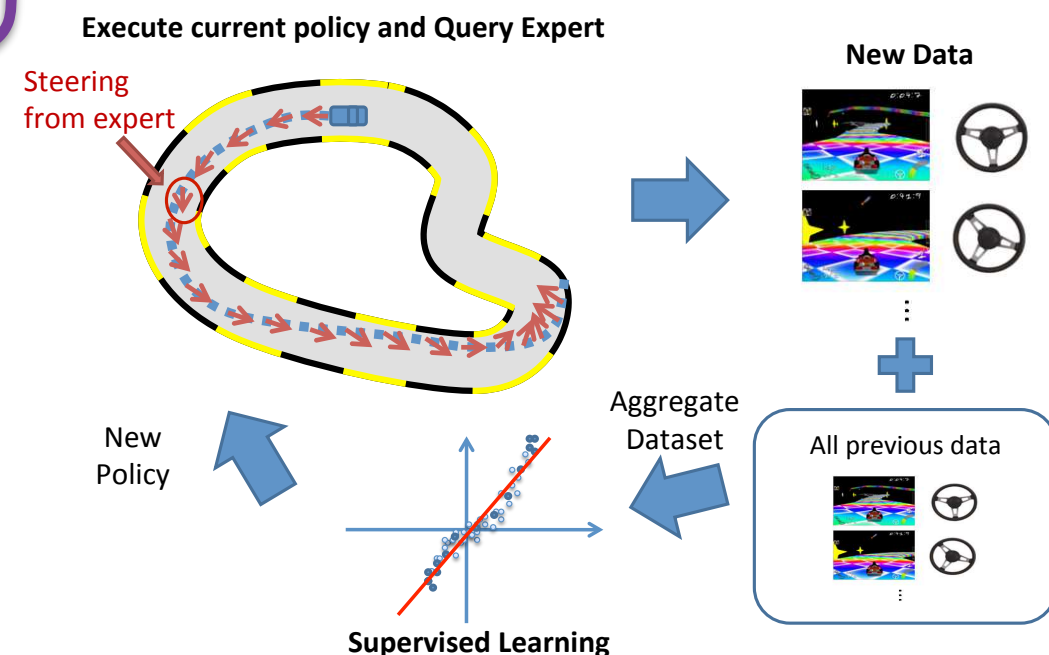 Execute current policy and Query Expert
Steering
from expert
New Data
...
All previous data
...
Aggregate
Dataset
New
Policy
Supervised Learning